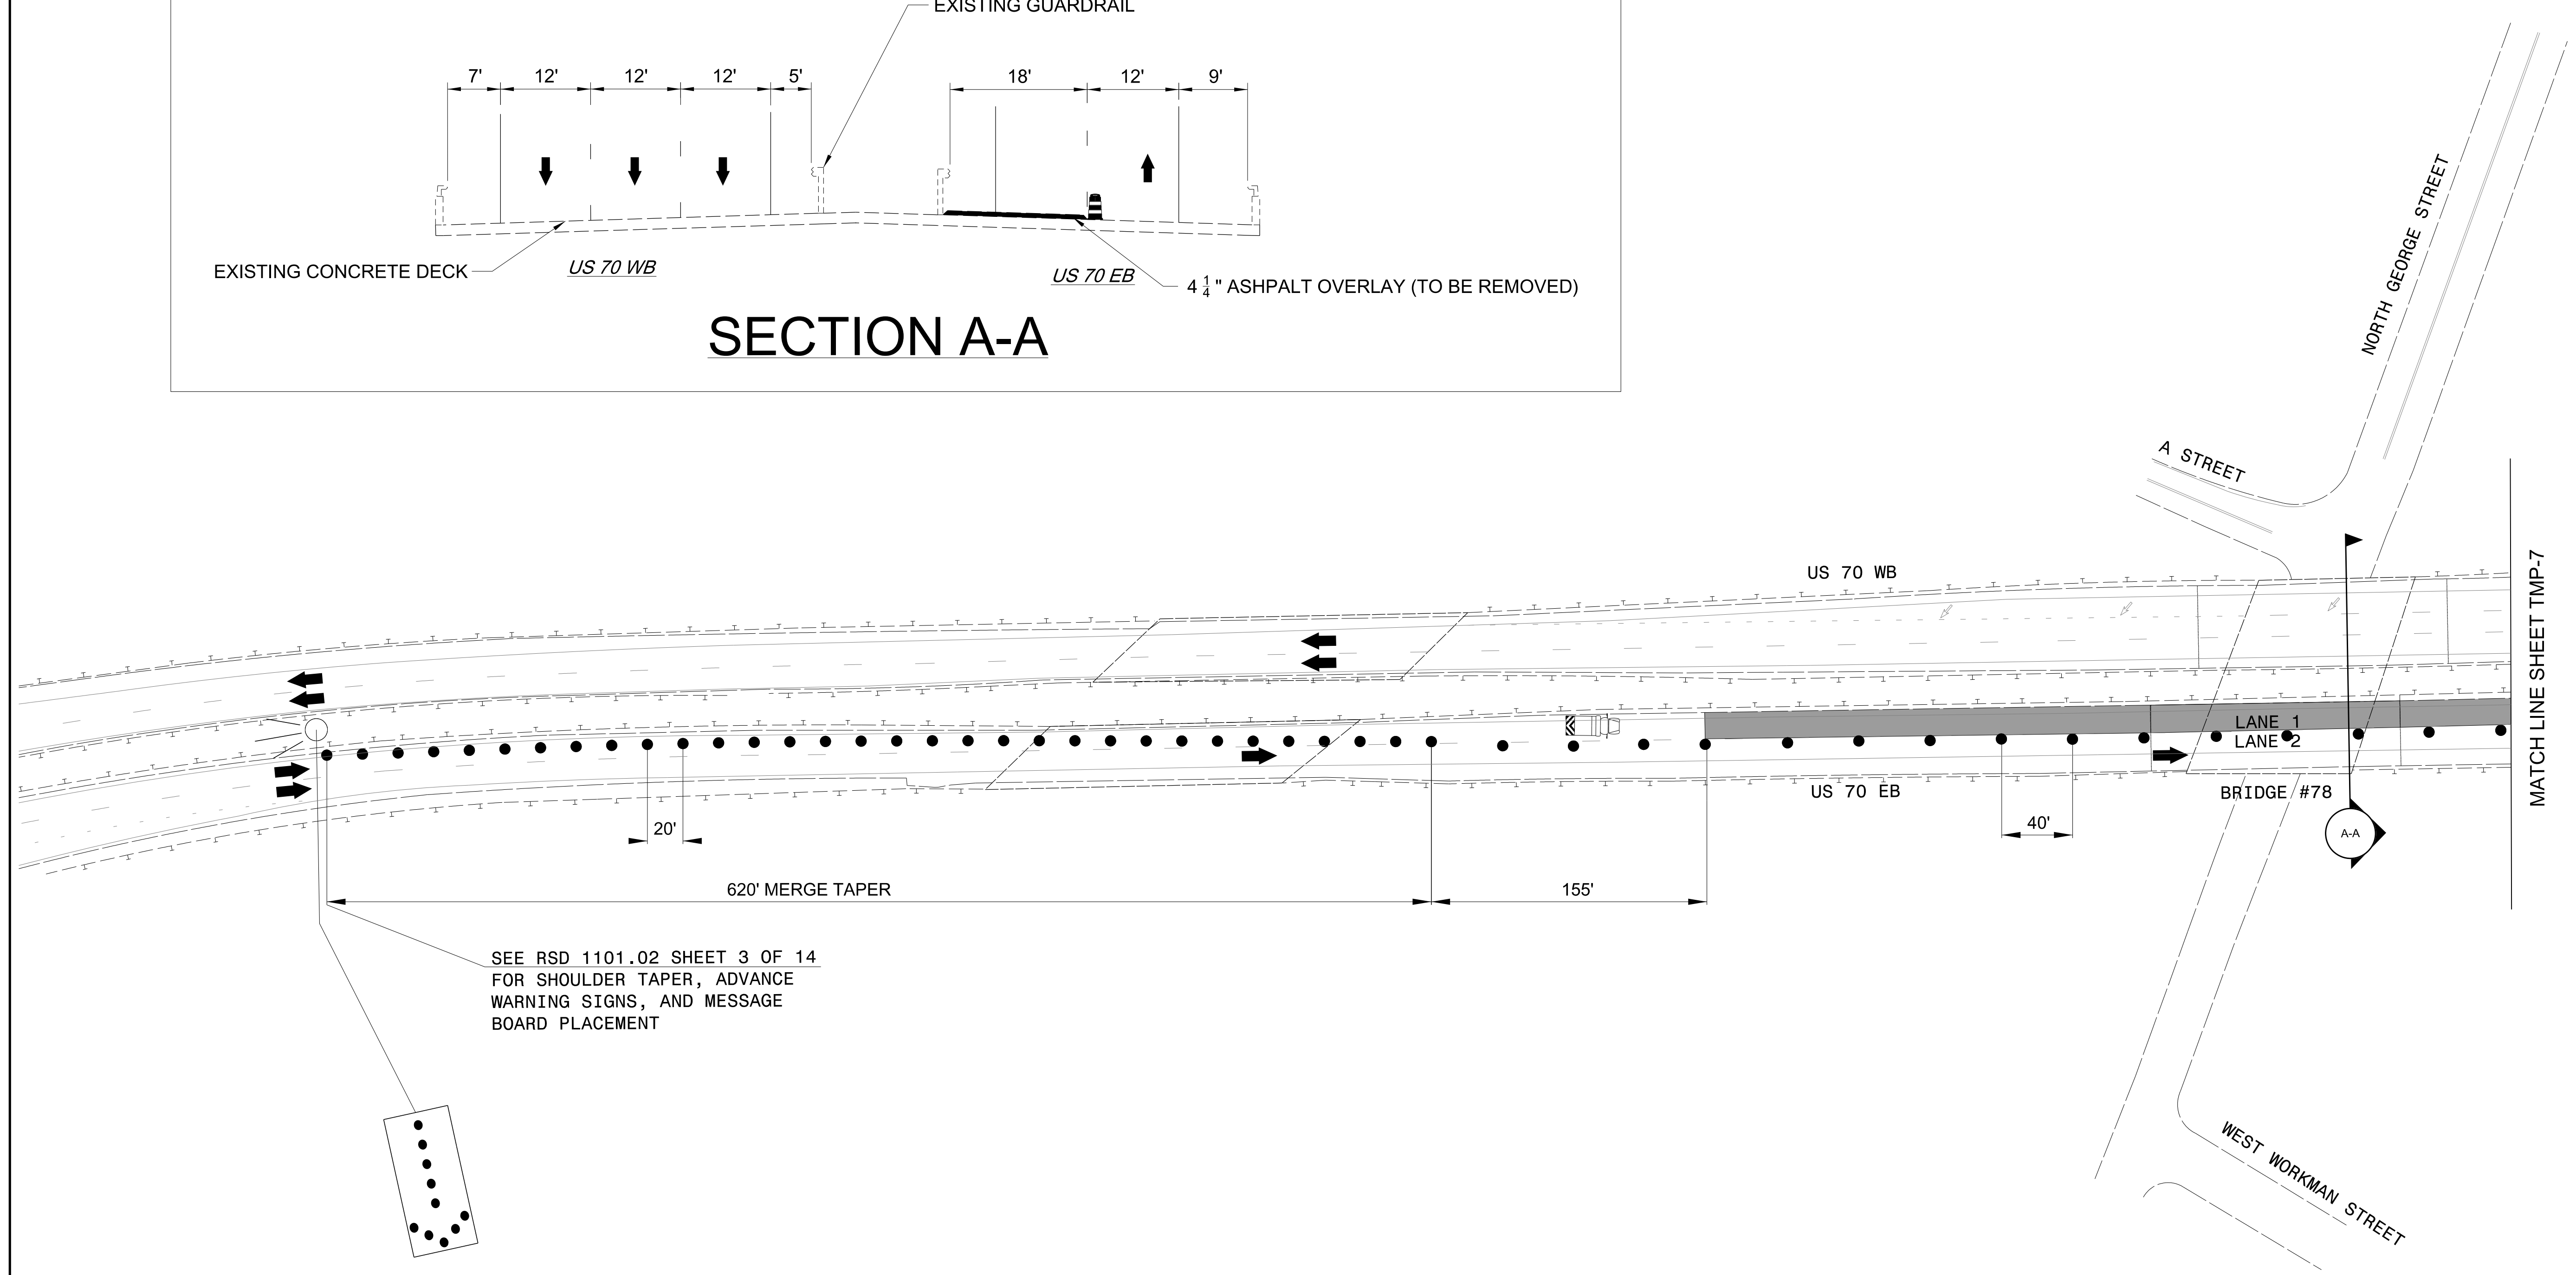 EXISTING GUARDRAIL
7' 12' 12' 12' 5' 18' 12' 9'
EXISTING CONCRETE DECK
US 70 WB
US 70 EB
4 1/4" ASHPALT OVERLAY (TO BE REMOVED)
SECTION A-A
NORTH GEORGE STREET
A STREET
MATCH LINE SHEET TMP-7
US 70 WB
LANE 1
LANE 2
US 70 EB
BRIDGE #78
20'
40'
A-A
620' MERGE TAPER
155'
SEE RSD 1101.02 SHEET 3 OF 14
FOR SHOULDER TAPER, ADVANCE
WARNING SIGNS, AND MESSAGE
BOARD PLACEMENT
WEST WORKMAN STREET